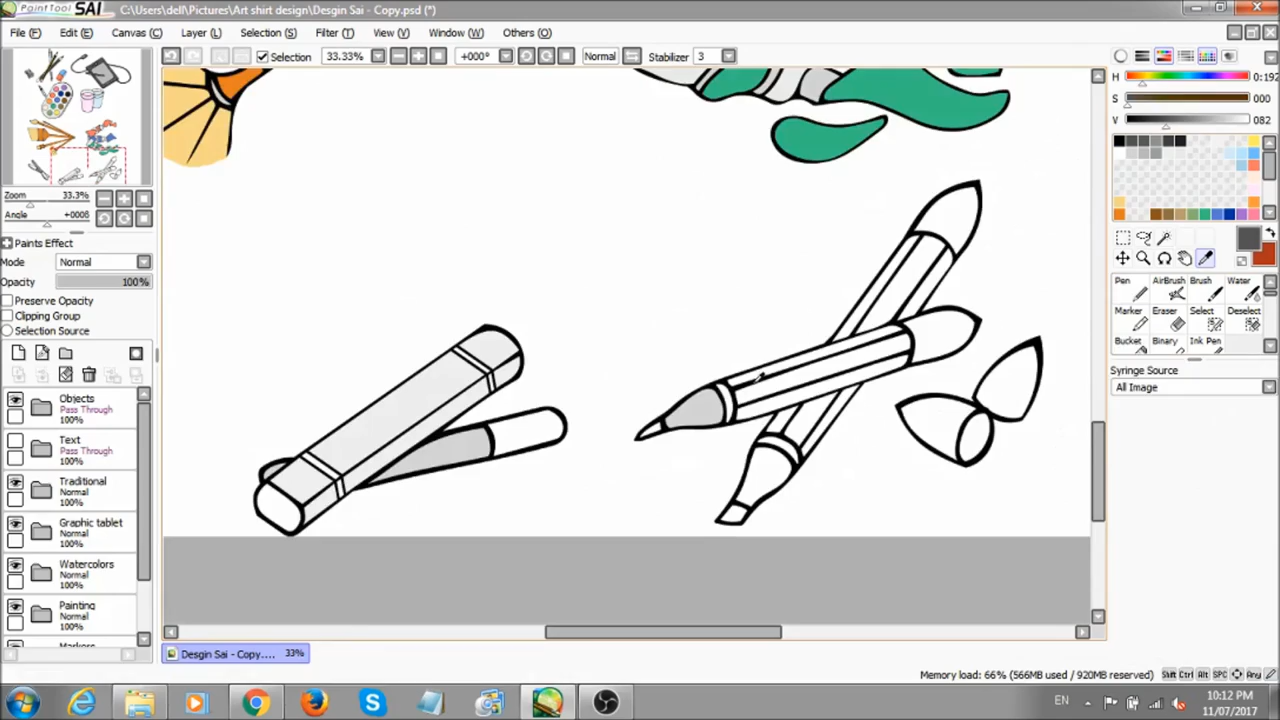 PaintTool SAI C:\Users\dell\Pictures\Art shirt design\Desgin Sai - Copy.psd (*)
File (F) Edit (E) Canvas (C) Layer (L) Selection (S) Filter (T) View (V) Window (W) Others (O)
Selection 33.33% +000° Normal Stabilizer 3
H 0:192
S 000
V 082
Zoom 33.3%
Angle +000§
Paints Effect
Mode Normal
Opacity 100%
Preserve Opacity
Clipping Group
Selection Source
Objects
Pass Through
100%
Text
Pass Through
100%
Traditional
Normal
100%
Graphic tablet
Normal
100%
Watercolors
Normal
100%
Painting
Normal
100%
Pen AirBrush Brush Water
Marker Eraser Select Deselect
Bucket Binary Ink Pen
Syringe Source
All Image
Desgin Sai - Copy.... 33%
Memory load: 66% (566MB used / 920MB reserved)
Shift Ctrl Alt SPC Any
EN
10:12 PM
11/07/2017